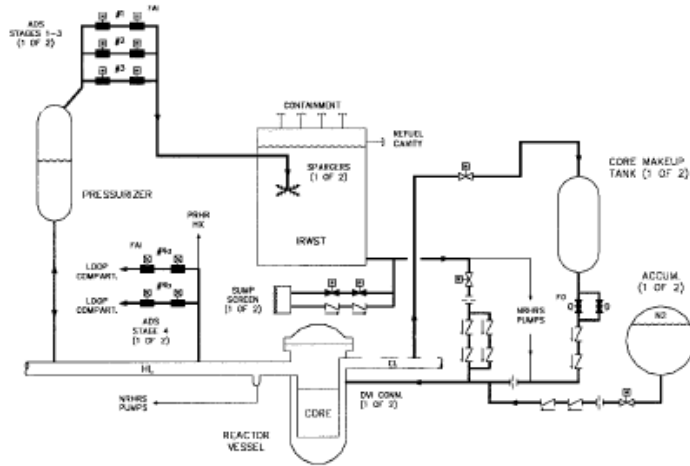 ADS
STAGES 1-3
(1 OF 2)
#1
FAI
#2
#3
CONTAINMENT
REFUEL
CAVITY
SPARGERS
(1 OF 2)
IRWST
CORE MAKEUP
TANK (1 OF 2)
PRESSURIZER
PRHR
HX
FAI
LOOP
COMPART.
LOOP
COMPART.
ADS
STAGE 4
(1 OF 2)
SUMP
SCREEN
(1 OF 2)
NRHRS
PUMPS
FO
ACCUM.
(1 OF 2)
N2
HL
CL
NRHRS
PUMPS
CORE
DVI CONN.
(1 OF 2)
REACTOR
VESSEL